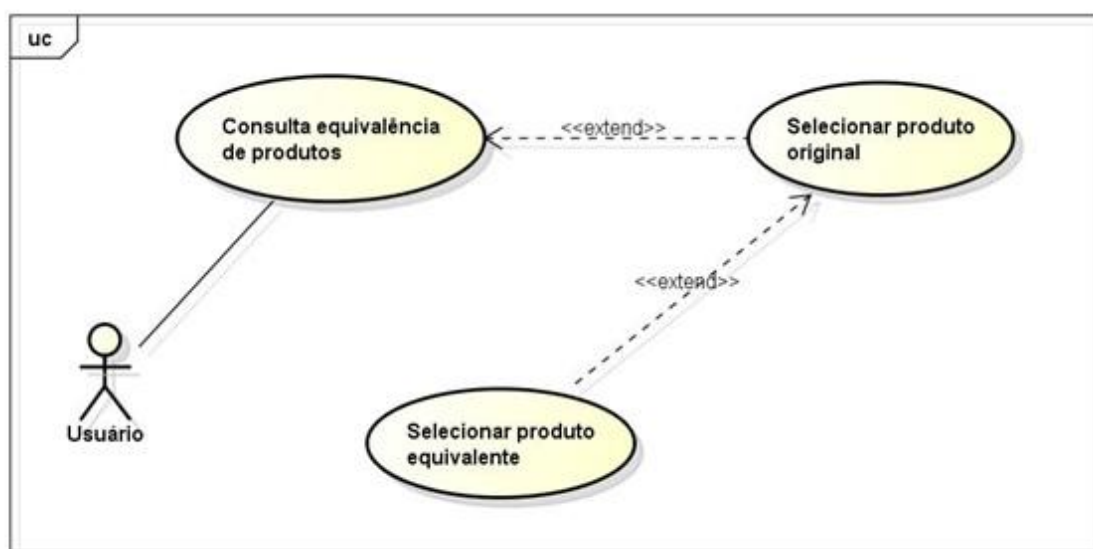 uc
Consulta equivalência
de produtos
<<extend>>
Selecionar produto
original
<<extend>>
Usuário
Selecionar produto
equivalente